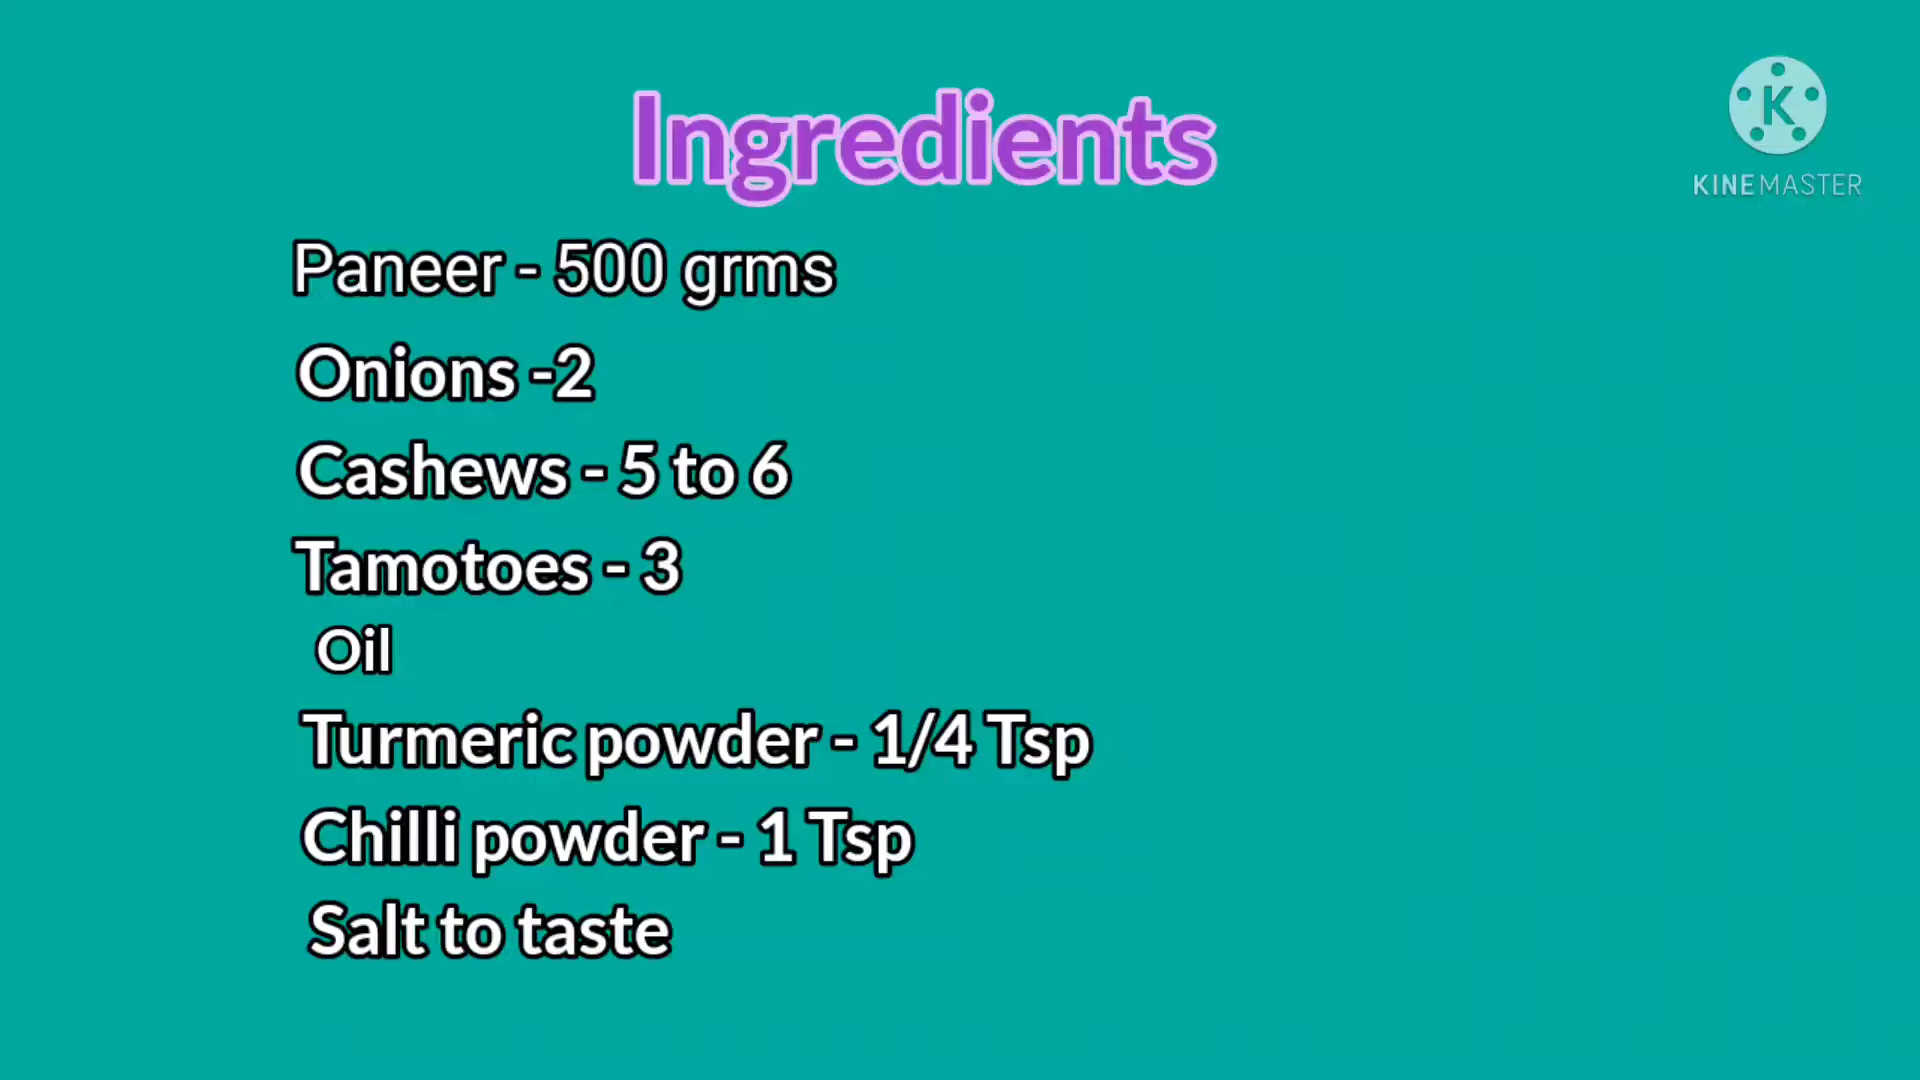 Ingredients
K
KINEMASTER
Paneer - 500 grms
Onions -2
Cashews - 5 to 6
Tamotoes - 3
Oil
Turmeric powder - 1/4 Tsp
Chilli powder - 1 Tsp
Salt to taste